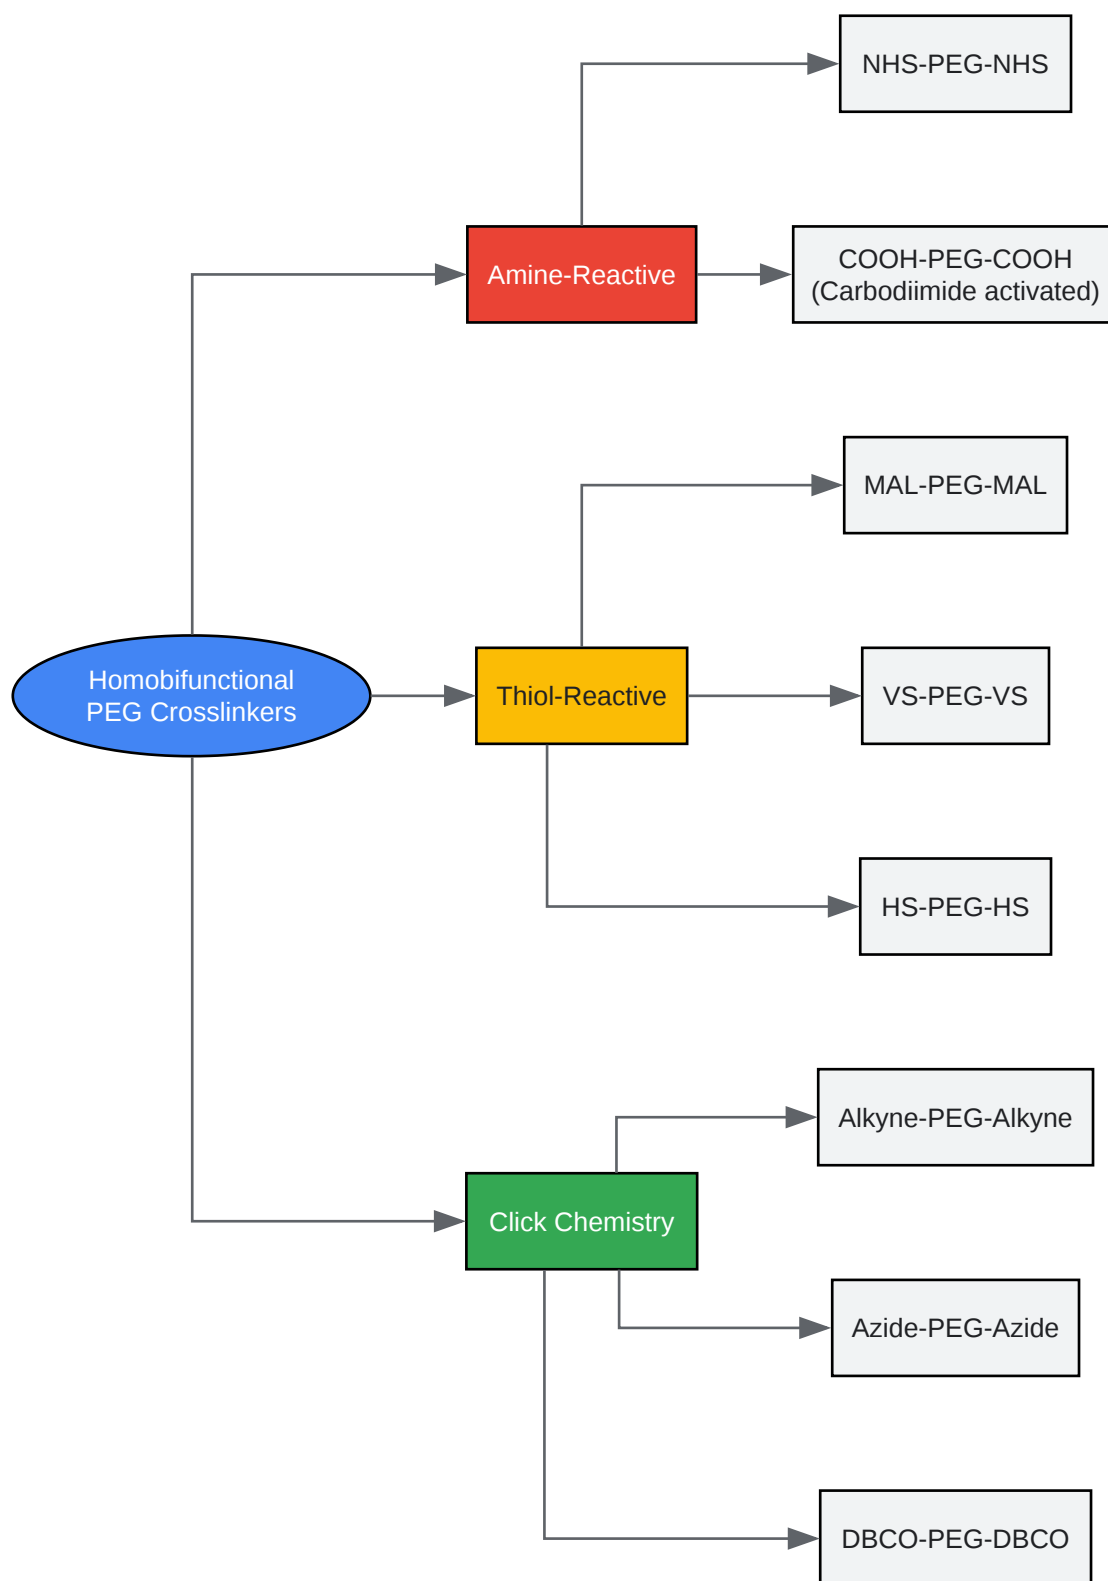 NHS-PEG-NHS
Amine-Reactive
COOH-PEG-COOH
(Carbodiimide activated)
MAL-PEG-MAL
Homobifunctional
PEG Crosslinkers
Thiol-Reactive
VS-PEG-VS
HS-PEG-HS
Alkyne-PEG-Alkyne
Click Chemistry
Azide-PEG-Azide
DBCO-PEG-DBCO